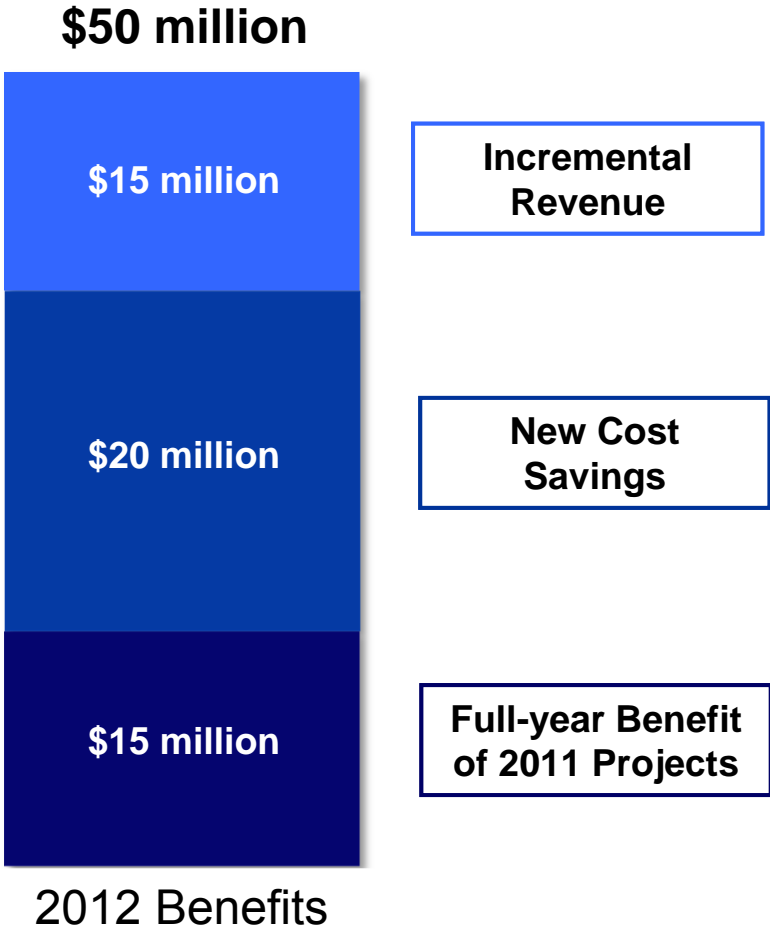 $50 million
$15 million
Incremental
Revenue
$20 million
New Cost
Savings
$15 million
Full-year Benefit
of 2011 Projects
2012 Benefits